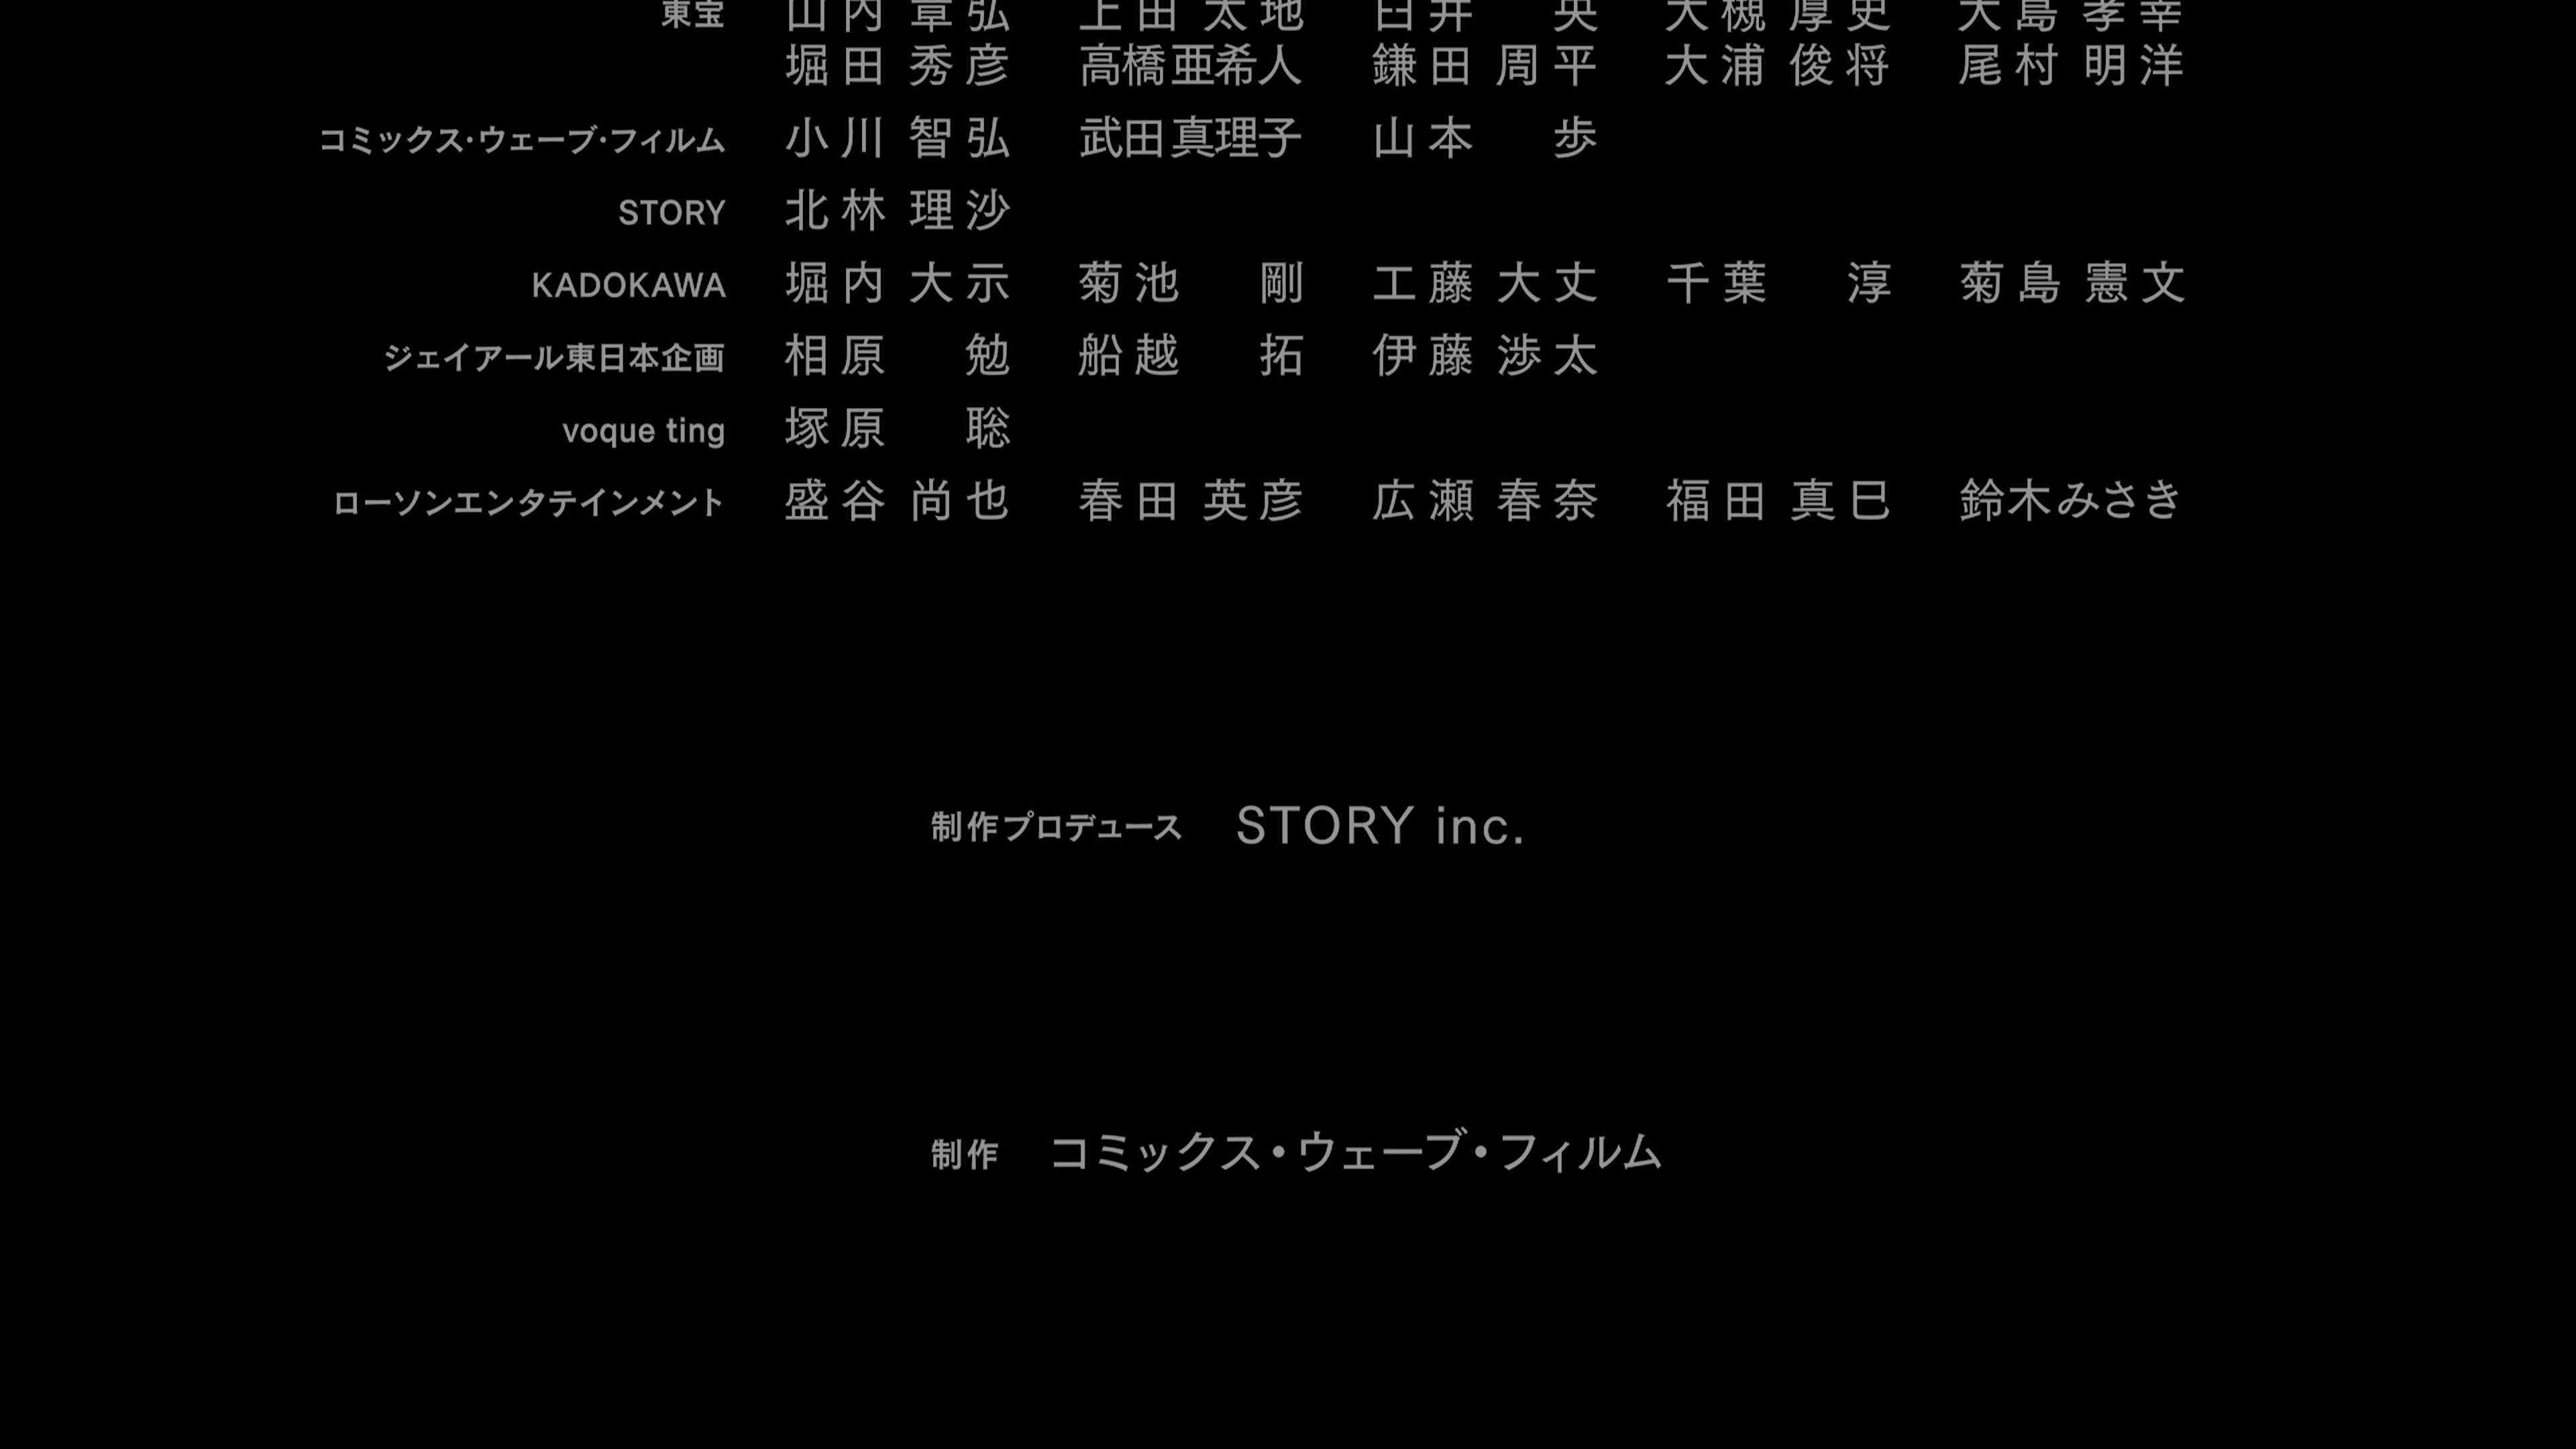 東宝 山内章弘 上田太地 臼井 央 大槻厚史 大島孝幸
堀田秀彦 高橋亜希人 鎌田周平 大浦俊将 尾村明洋
コミックス・ウェーブ・フィルム 小川智弘 武田真理子 山本 歩
STORY 北林理沙
KADOKAWA 堀内大示 菊池 剛 工藤大丈 千葉 淳 菊島憲文
ジェイアール東日本企画 相原 勉 船越 拓 伊藤渉太
voque ting 塚原 聡
ローソンエンタテインメント 盛谷尚也 春田英彦 広瀬春奈 福田真巳 鈴木みさき
制作プロデュース STORY inc.
制作 コミックス・ウェーブ・フィルム